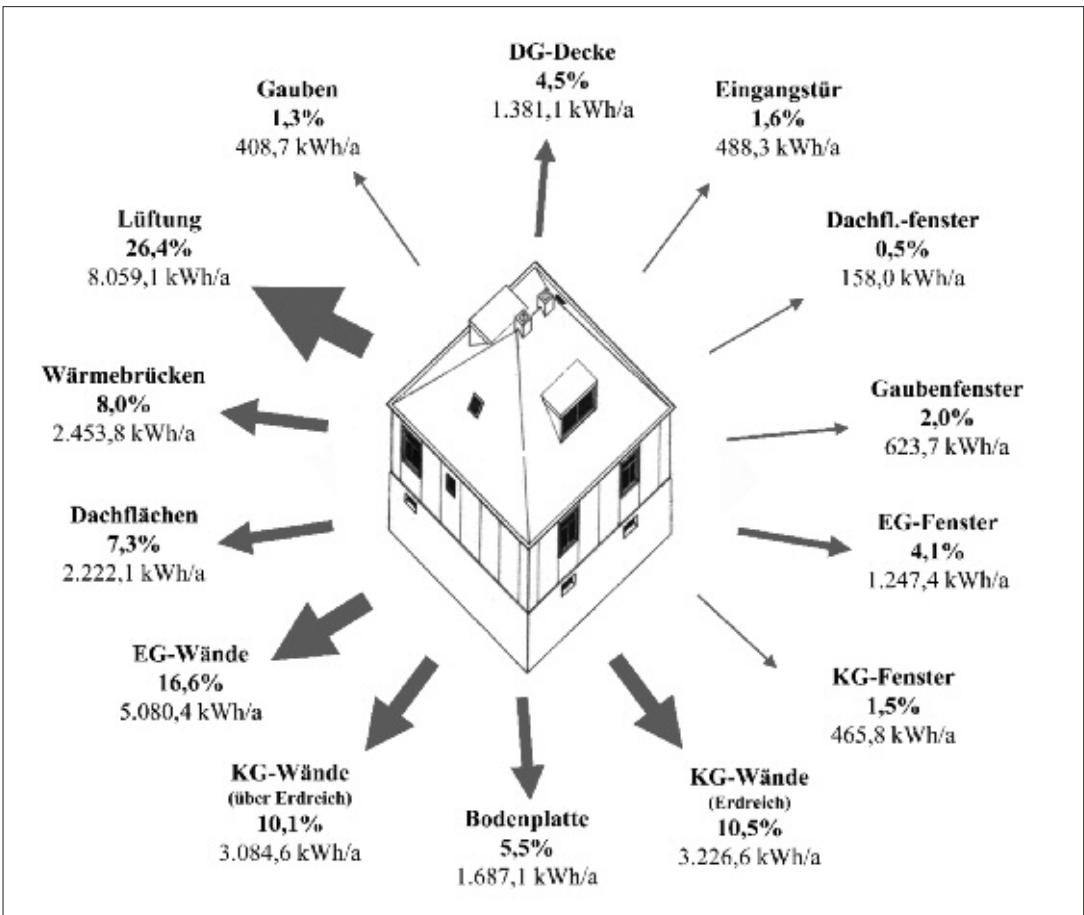 DG-Decke
4,5%
1.381,1 kWh/a
Gauben
1,3%
408,7 kWh/a
Eingangstür
1,6%
488,3 kWh/a
Lüftung
26,4%
8.059,1 kWh/a
Dachfl.-fenster
0,5%
158,0 kWh/a
Wärmebrücken
8,0%
2.453,8 kWh/a
Gaubenfenster
2,0%
623,7 kWh/a
Dachflächen
7,3%
2.222,1 kWh/a
EG-Fenster
4,1%
1.247,4 kWh/a
EG-Wände
16,6%
5.080,4 kWh/a
KG-Fenster
1,5%
465,8 kWh/a
KG-Wände
(über Erdreich)
10,1%
3.084,6 kWh/a
Bodenplatte
5,5%
1.687,1 kWh/a
KG-Wände
(Erdreich)
10,5%
3.226,6 kWh/a